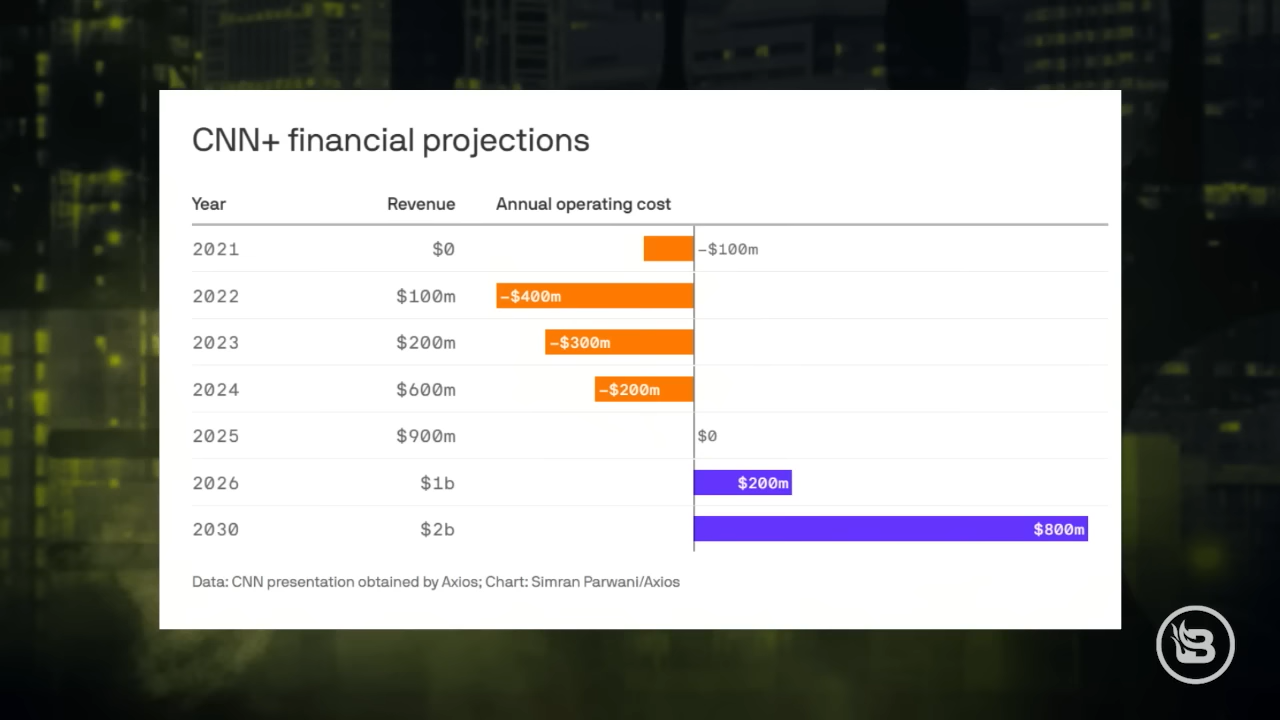 CNN+ financial projections
Year Revenue Annual operating cost
2021 $0 –$100m
2022 $100m –$400m
2023 $200m –$300m
2024 $600m –$200m
2025 $900m $0
2026 $1b $200m
2030 $2b $800m
Data: CNN presentation obtained by Axios; Chart: Simran Parwani/Axios
B